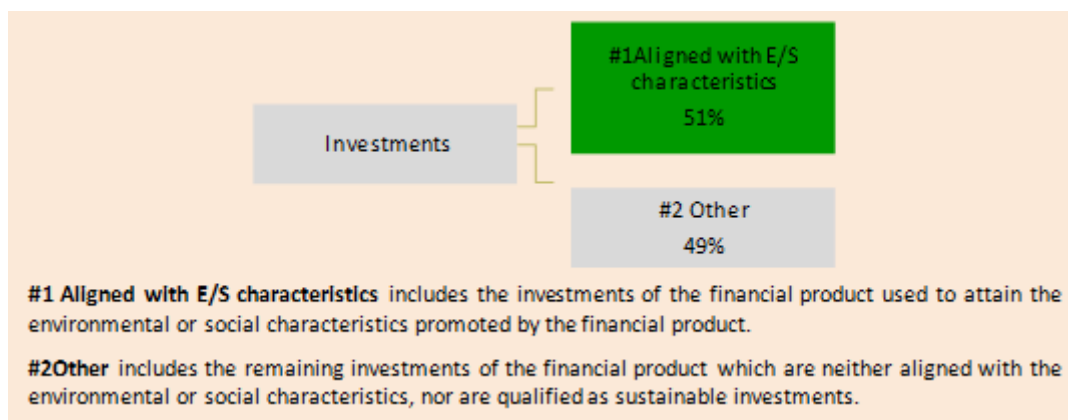 #1Aligned with E/S
characteristics
51%
Investments
#2 Other
49%
#1 Aligned with E/S characteristics includes the investments of the financial product used to attain the
environmental or social characteristics promoted by the financial product.
#2Other includes the remaining investments of the financial product which are neither aligned with the
environmental or social characteristics, nor are qualified as sustainable investments.